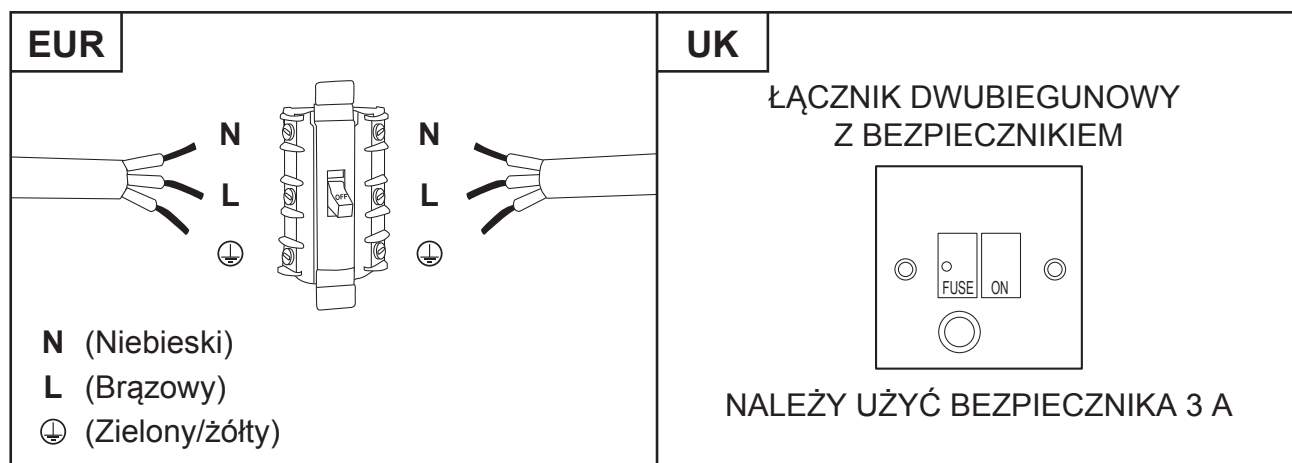 EUR
N
L
OFF
N
L
N (Niebieski)
L (Brązowy)
(Zielony/żółty)
UK
ŁĄCZNIK DWUBIEGUNOWY
Z BEZPIECZNIKIEM
FUSE
ON
NALEŻY UŻYĆ BEZPIECZNIKA 3 A